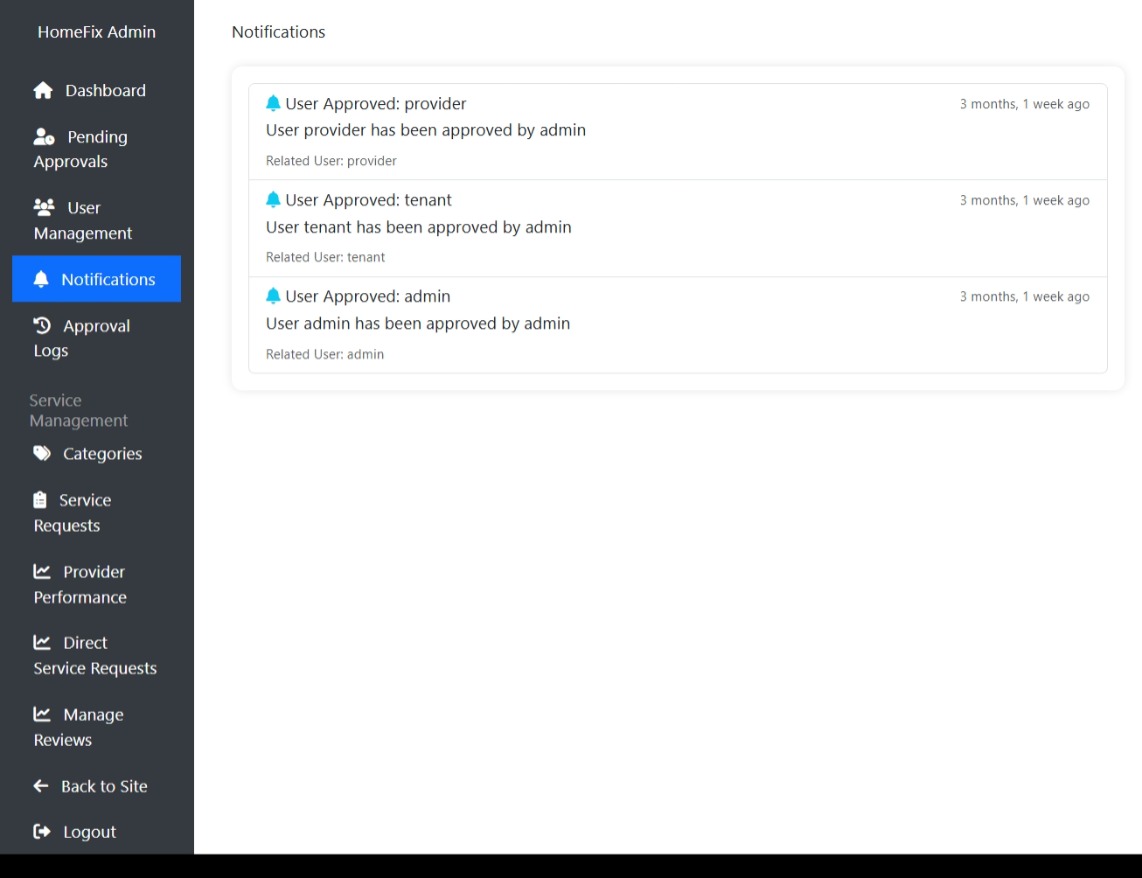 HomeFix Admin
Dashboard
Pending
Approvals
User
Management
Notifications
Approval
Logs
Service
Management
Categories
Service
Requests
Provider
Performance
Direct
Service Requests
Manage
Reviews
Back to Site
Logout
Notifications
User Approved: provider
3 months, 1 week ago
User provider has been approved by admin
Related User: provider
User Approved: tenant
3 months, 1 week ago
User tenant has been approved by admin
Related User: tenant
User Approved: admin
3 months, 1 week ago
User admin has been approved by admin
Related User: admin